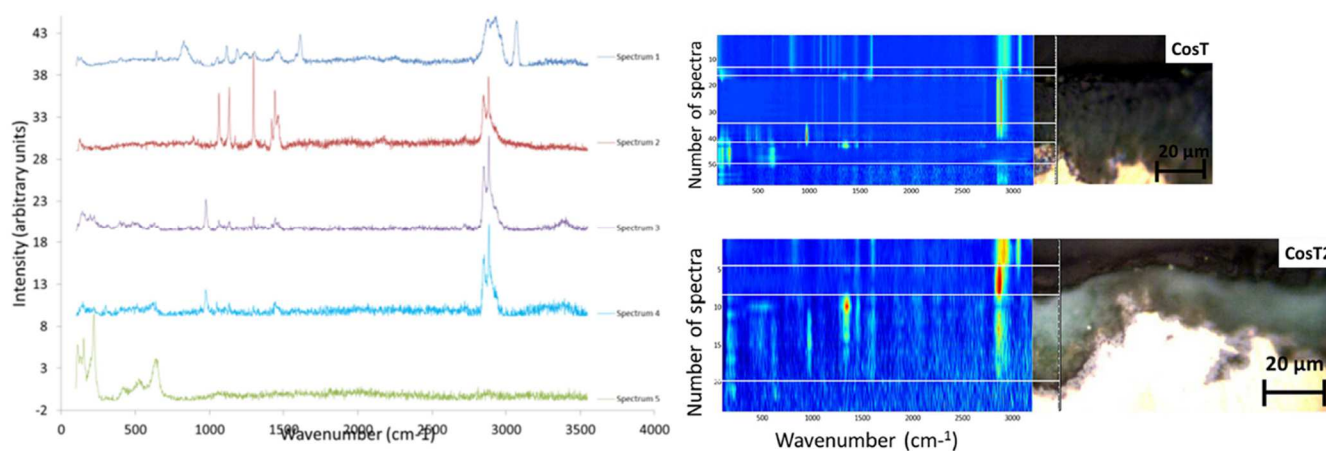 43
38
33
28
23
18
13
8
3
-2
Intensity (arbitrary units)
Spectrum 1
Spectrum 2
Spectrum 3
Spectrum 4
Spectrum 5
0 500 1000 1500 2000 2500 3000 3500 4000
Wavenumber (cm-1)
Number of spectra
10
20
30
40
50
500 1000 1500 2000 2500 3000
CosT
20 µm
Number of spectra
5
10
15
20
500 1000 1500 2000 2500 3000
CosT2
20 µm
Wavenumber (cm-1)